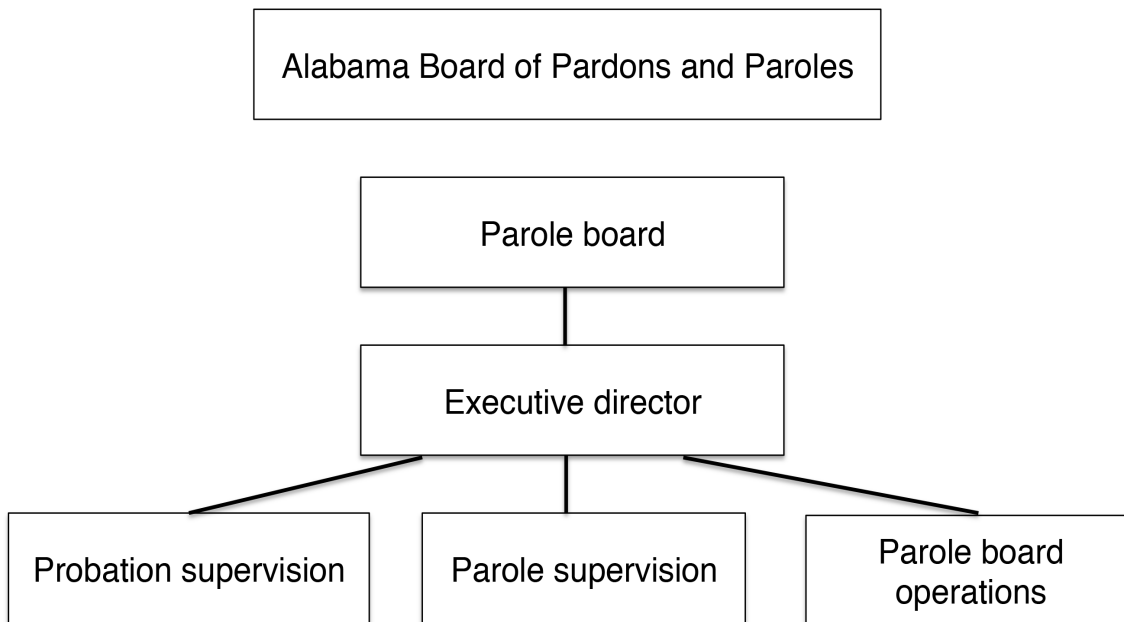 Alabama Board of Pardons and Paroles
Parole board
Executive director
Probation supervision
Parole supervision
Parole board
operations